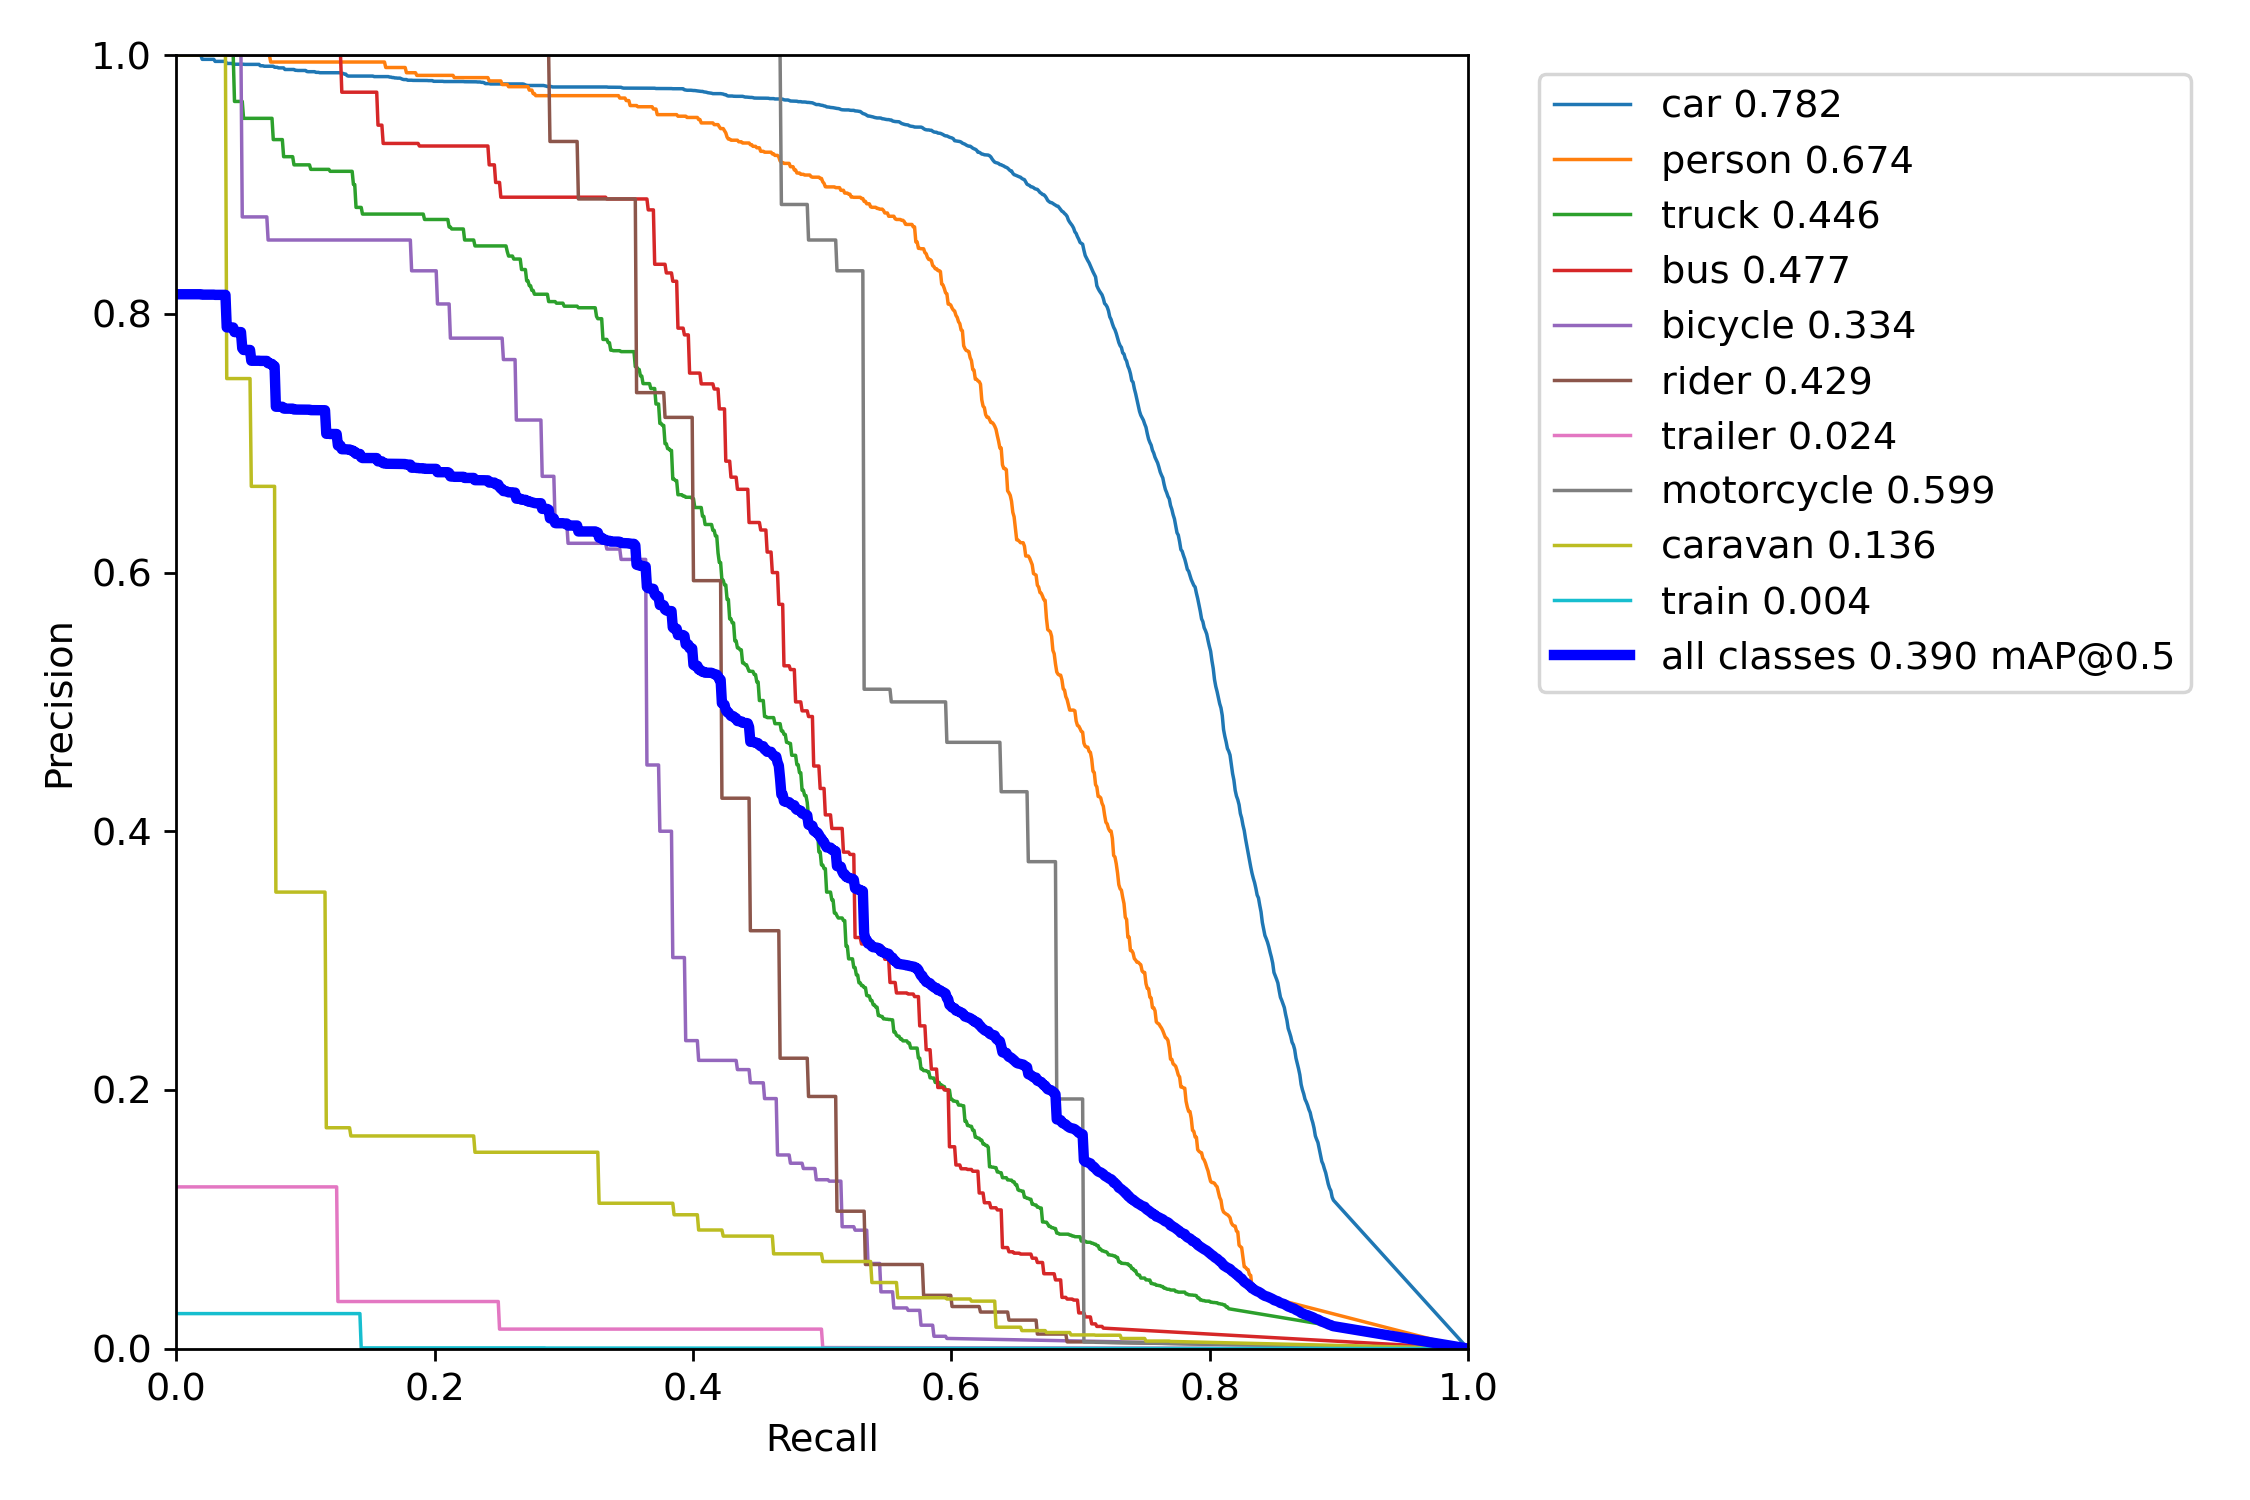 1.0
0.8
0.6
0.4
0.2
0.0
Precision
0.0 0.2 0.4 0.6 0.8 1.0
Recall
car 0.782
person 0.674
truck 0.446
bus 0.477
bicycle 0.334
rider 0.429
trailer 0.024
motorcycle 0.599
caravan 0.136
train 0.004
all classes 0.390 mAP@0.5